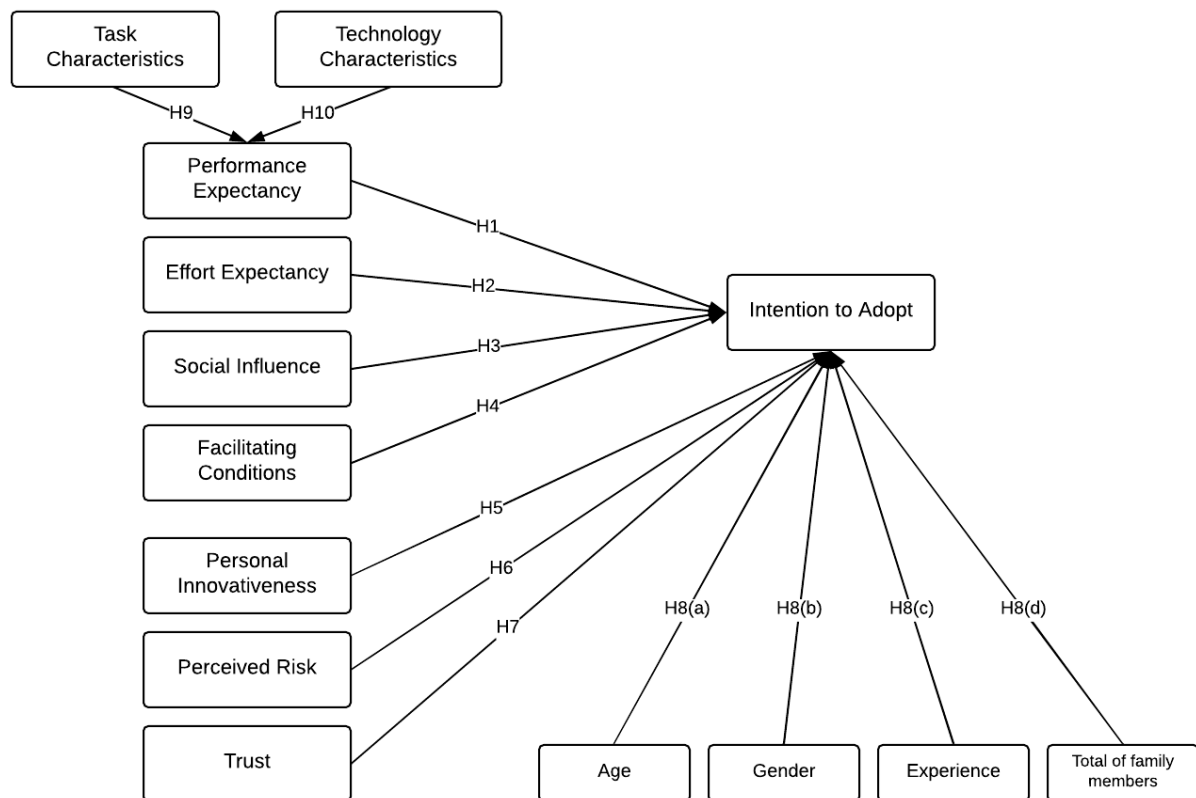 Task
Characteristics
Technology
Characteristics
H9
H10
Performance
Expectancy
H1
Effort Expectancy
H2
Intention to Adopt
Social Influence
H3
H4
Facilitating
Conditions
H5
Personal
Innovativeness
H6
H7
H8(a)
H8(b)
H8(c)
H8(d)
Perceived Risk
Trust
Age
Gender
Experience
Total of family
members